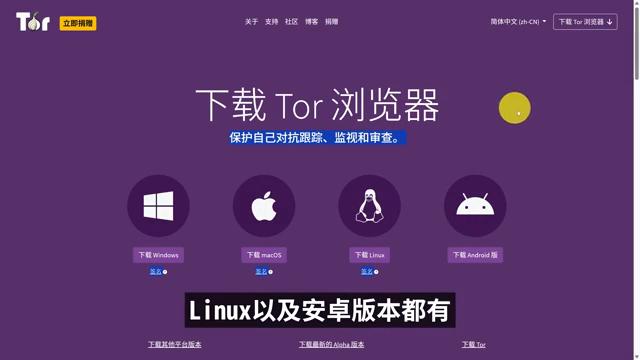 Tor
立即捐赠
关于 支持 社区 博客 捐赠
简体中文 (zh-CN)
下载 Tor 浏览器
下载 Tor 浏览器
保护自己对抗跟踪、监视和审查。
下载 Windows
下载 macOS
下载 Linux
下载 Android 版
签名
签名
签名
Linux以及安卓版本都有
下载其他平台版本
下载最新的 Alpha 版本
下载 Tor